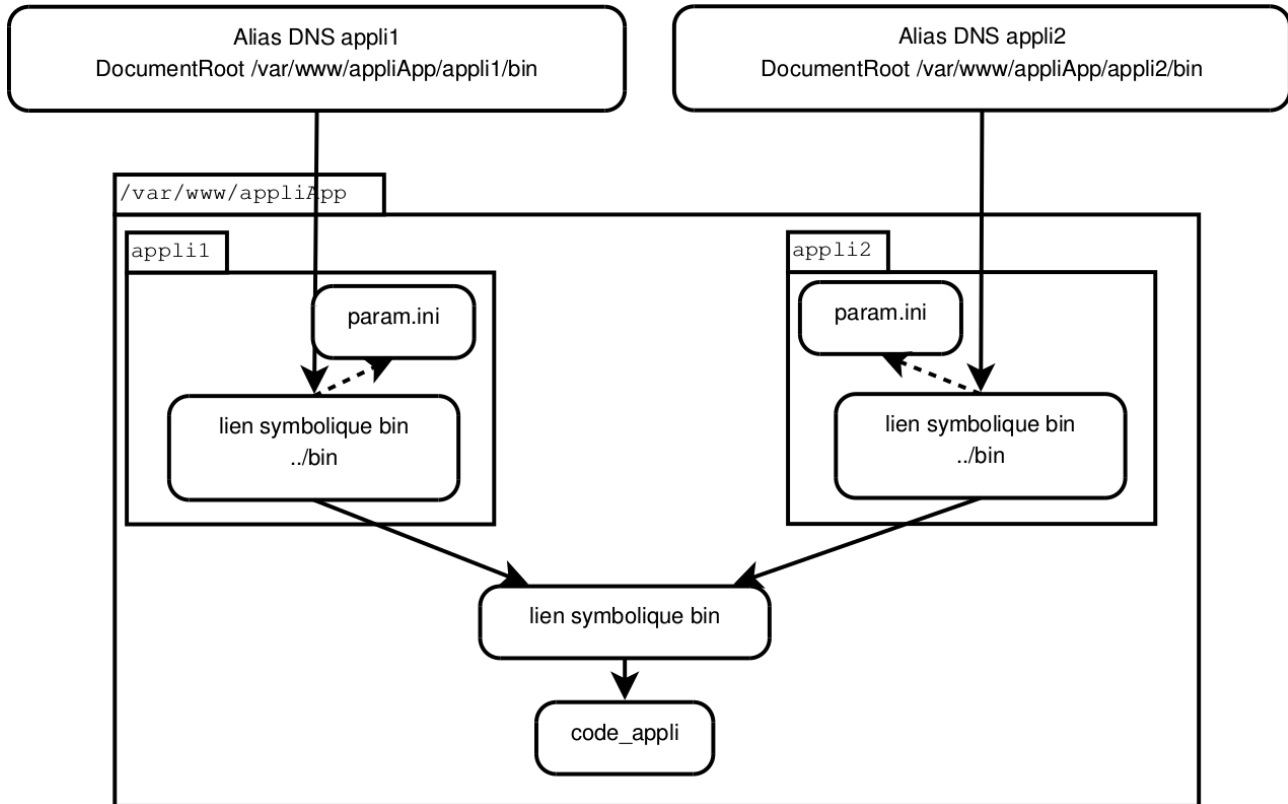 Alias DNS appli1
DocumentRoot /var/www/appliApp/appli1/bin
Alias DNS appli2
DocumentRoot /var/www/appliApp/appli2/bin
/var/www/appliApp
appli1
param.ini
lien symbolique bin
../bin
appli2
param.ini
lien symbolique bin
../bin
lien symbolique bin
code_appli